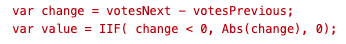 var change = votesNext – votesPrevious;
var value = IIF( change < 0, Abs(change), 0);